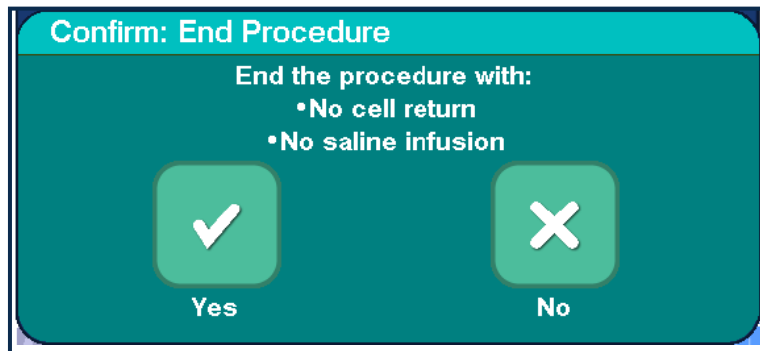 Confirm: End Procedure
End the procedure with:
•No cell return
•No saline infusion
Yes
No